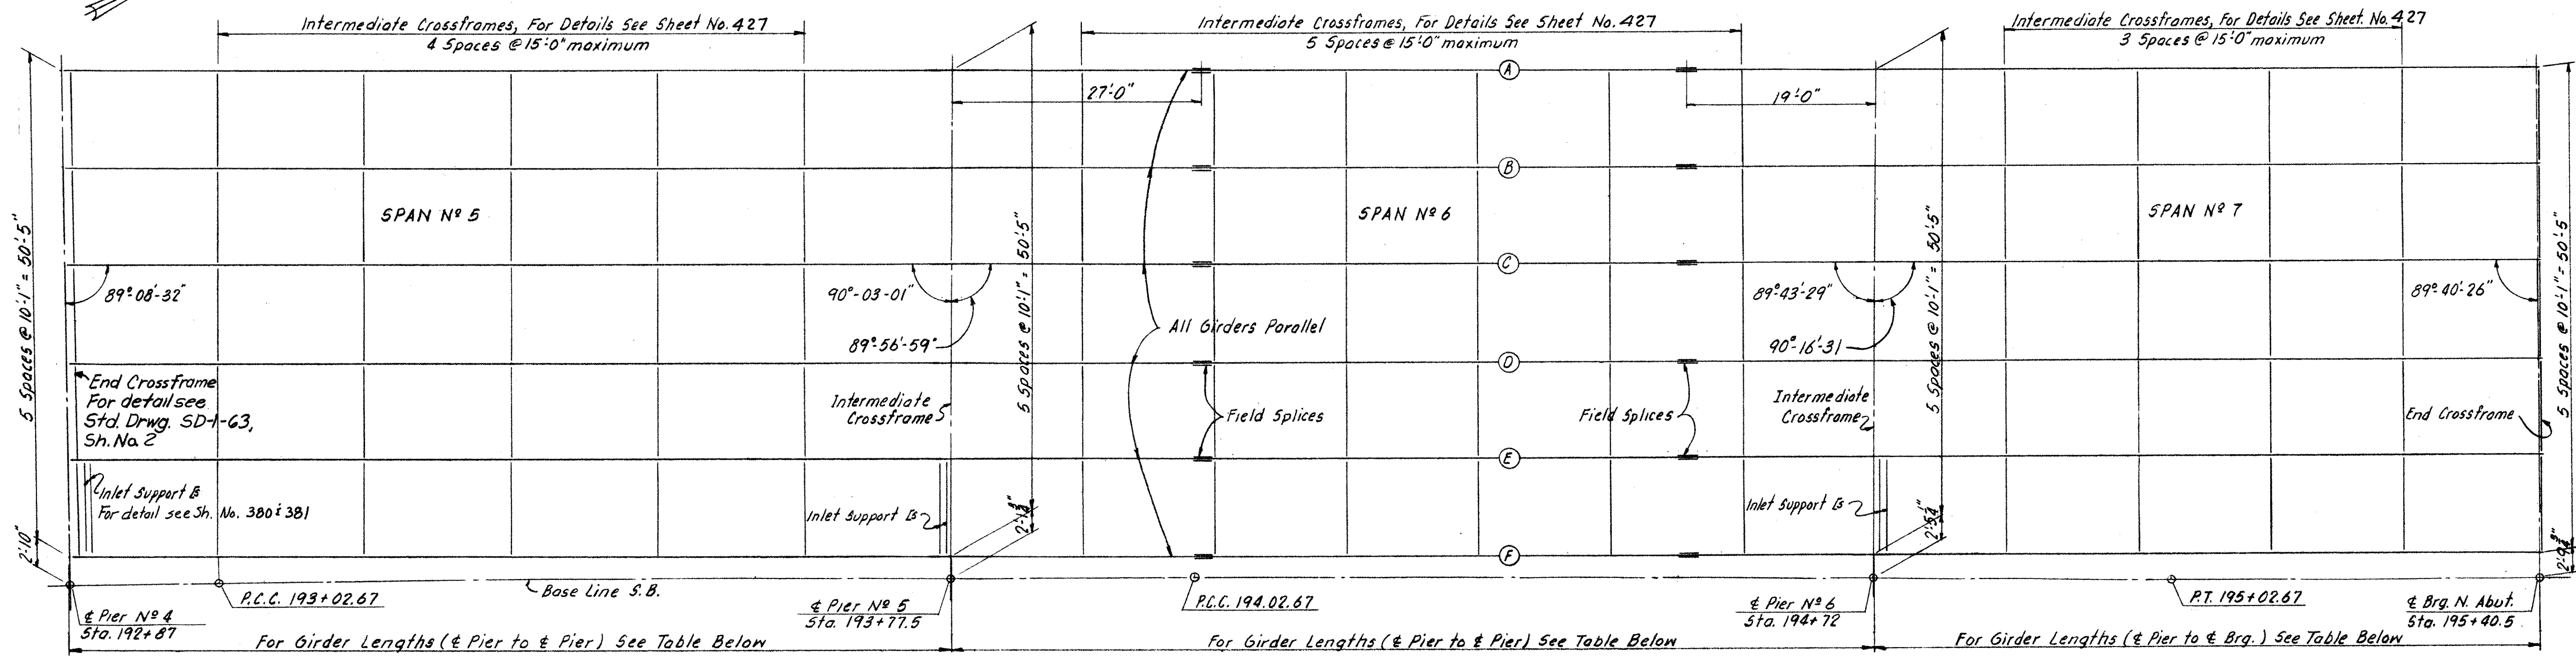 Intermediate Crossframes, For Details See Sheet No. 427
4 Spaces @ 15'-0" maximum
Intermediate Crossframes, For Details See Sheet No. 427
5 Spaces @ 15'-0" maximum
Intermediate Crossframes, For Details See Sheet No. 427
3 Spaces @ 15'-0" maximum
A
27'-0"
19'-0"
B
SPAN Nº 5
SPAN Nº 6
SPAN Nº 7
5 Spaces @ 10'-1" = 50'-5"
5 Spaces @ 10'-1" = 50'-5"
5 Spaces @ 10'-1" = 50'-5"
5 Spaces @ 10'-1" = 50'-5"
C
89°-08'-32"
90°-03-01"
89°-56'-59"
89°-43'-29"
90°-16'-31
89°-40'-26"
All Girders Parallel
D
End Crossframe
For detail see
Std. Drwg. SD-1-63,
Sh. No. 2
Intermediate
Crossframe
Field Splices
Field Splices
Intermediate
Crossframe
End Crossframe
E
Inlet Support ⅊s
For detail see Sh. No. 380 & 381
Inlet Support ⅊s
Inlet Support ⅊s
2'-10"
F
Base Line S.B.
P.C.C. 193+02.67
P.C.C. 194.02.67
P.T. 195+02.67
℄ Pier Nº 4
Sta. 192+87
℄ Pier Nº 5
Sta. 193+77.5
℄ Pier Nº 6
Sta. 194+72
℄ Brg. N. Abut.
Sta. 195+40.5
For Girder Lengths (℄ Pier to ℄ Pier) See Table Below
For Girder Lengths (℄ Pier to ℄ Pier) See Table Below
For Girder Lengths (℄ Pier to ℄ Brg.) See Table Below